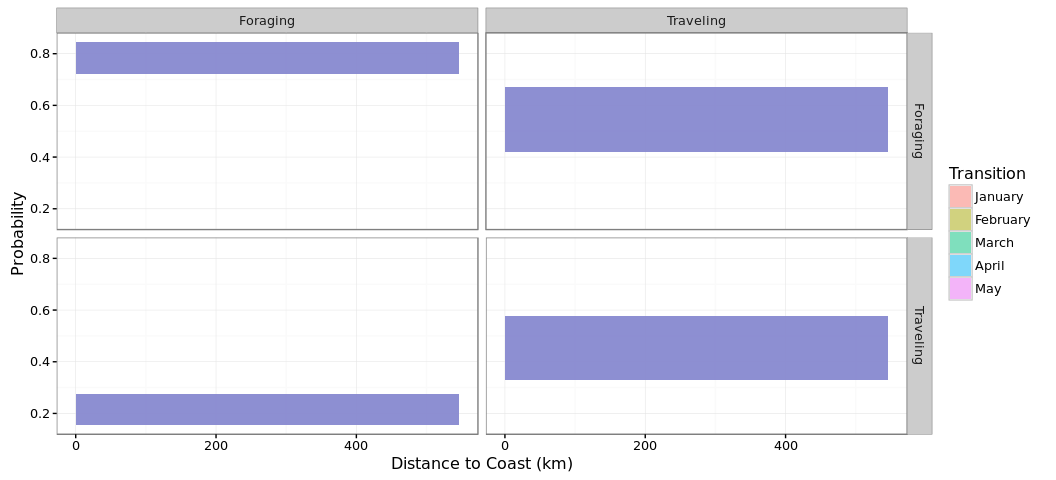 Foraging
Traveling
Probability
0.8
0.6
0.4
0.2
Foraging
0.8
0.6
0.4
0.2
Traveling
0 200 400
0 200 400
Distance to Coast (km)
Transition
January
February
March
April
May